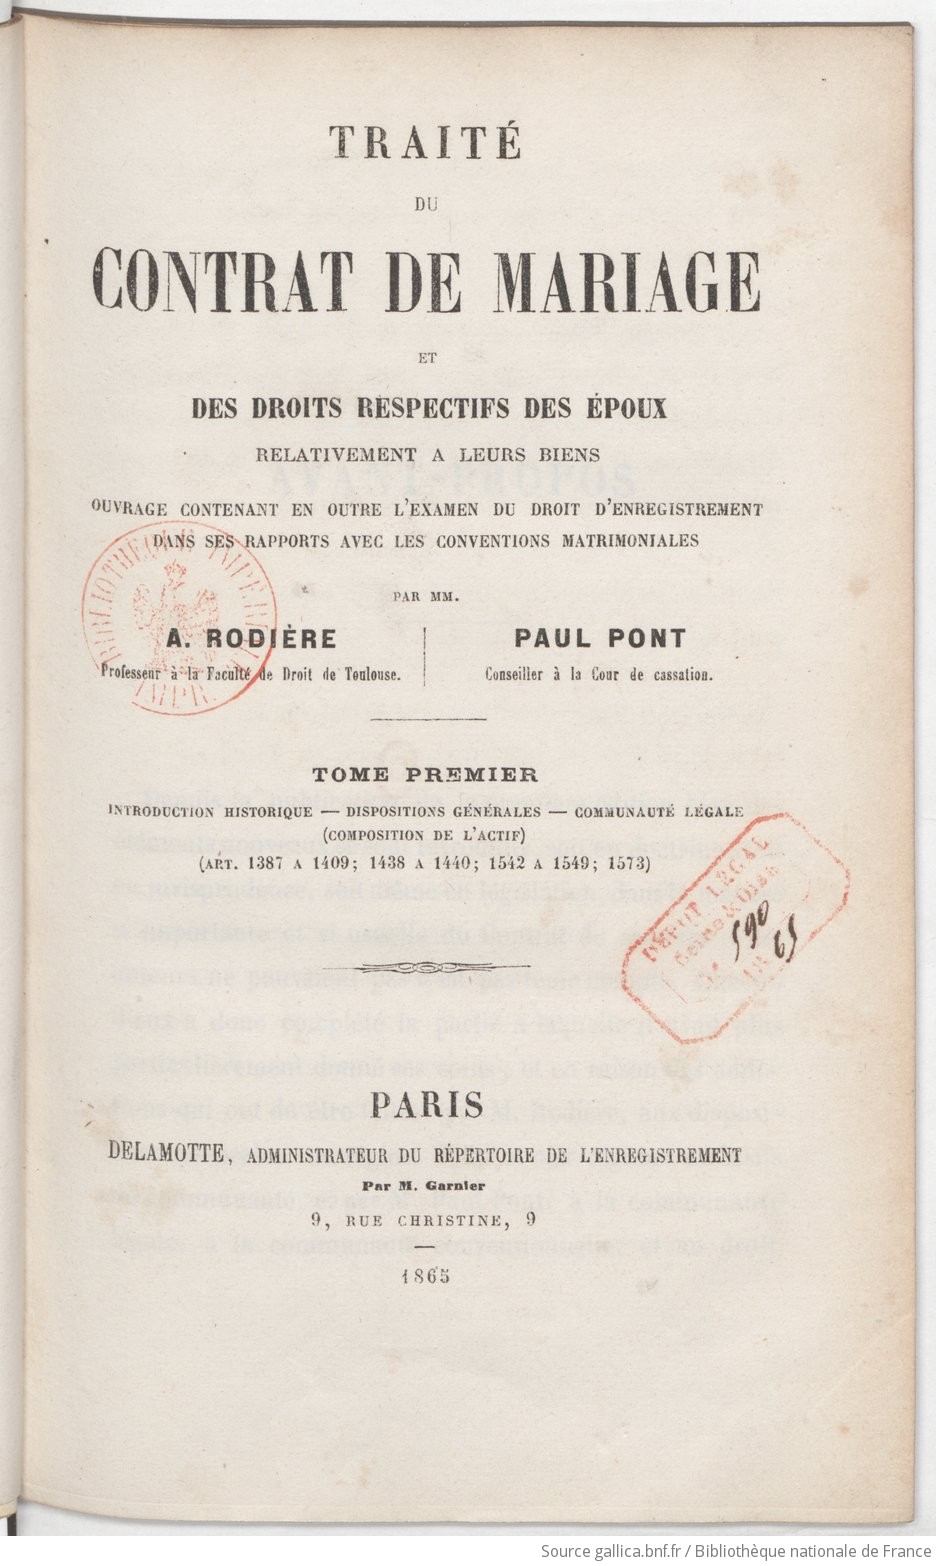 TRAITÉ
DU
CONTRAT DE MARIAGE
ET
DES DROITS RESPECTIFS DES ÉPOUX
RELATIVEMENT A LEURS BIENS
OUVRAGE CONTENANT EN OUTRE L'EXAMEN DU DROIT D'ENREGISTREMENT
DANS SES RAPPORTS AVEC LES CONVENTIONS MATRIMONIALES
PAR MM.
A. RODIÈRE
Professeur à la Faculté de Droit de Toulouse.
PAUL PONT
Conseiller à la Cour de cassation.
TOME PREMIER
INTRODUCTION HISTORIQUE — DISPOSITIONS GÉNÉRALES — COMMUNAUTÉ LÉGALE
(COMPOSITION DE L'ACTIF)
(ART. 1387 A 1409; 1438 A 1440; 1542 A 1549; 1573)
DÉPOT LÉGAL
Seine & Oise
590
65
PARIS
DELAMOTTE, ADMINISTRATEUR DU RÉPERTOIRE DE L'ENREGISTREMENT
Par M. Garnier
9, RUE CHRISTINE, 9
1865
Source gallica.bnf.fr / Bibliothèque nationale de France